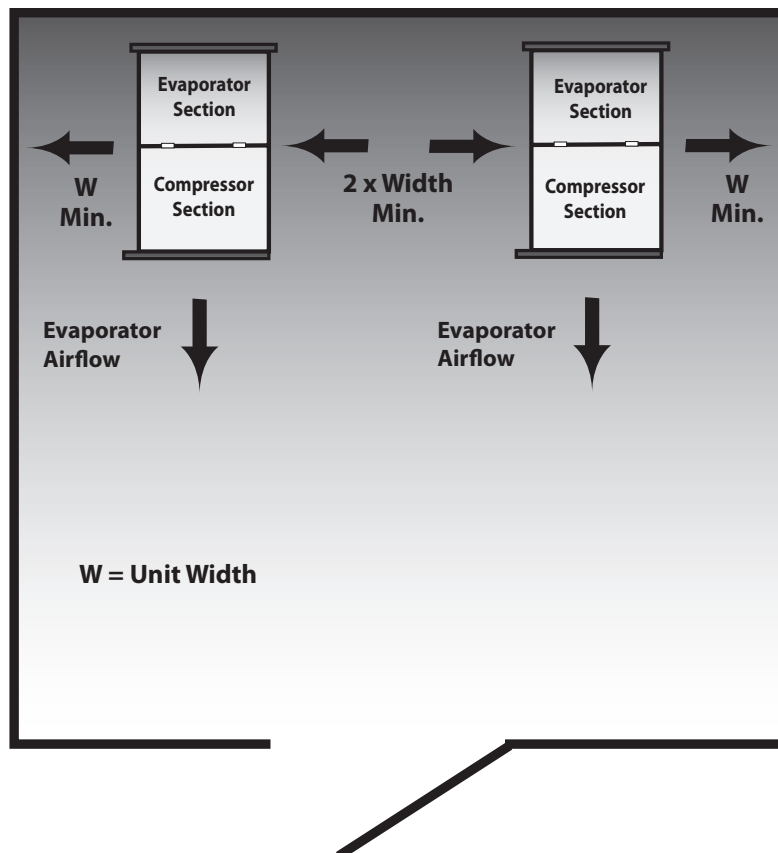 Evaporator
Section
Compressor
Section
Evaporator
Section
Compressor
Section
W
Min.
2 x Width
Min.
W
Min.
Evaporator
Airflow
Evaporator
Airflow
W = Unit Width